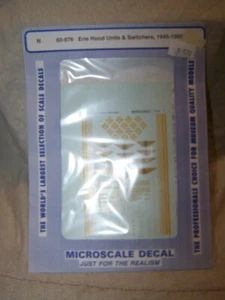 N 60-876 Erie Hood Units & Switchers, 1945-1960
THE WORLD'S LARGEST SELECTION OF SCALE DECALS
THE PROFESSIONALS CHOICE FOR MUSEUM QUALITY MODELS
MICROSCALE DECAL
JUST FOR THE REALISM